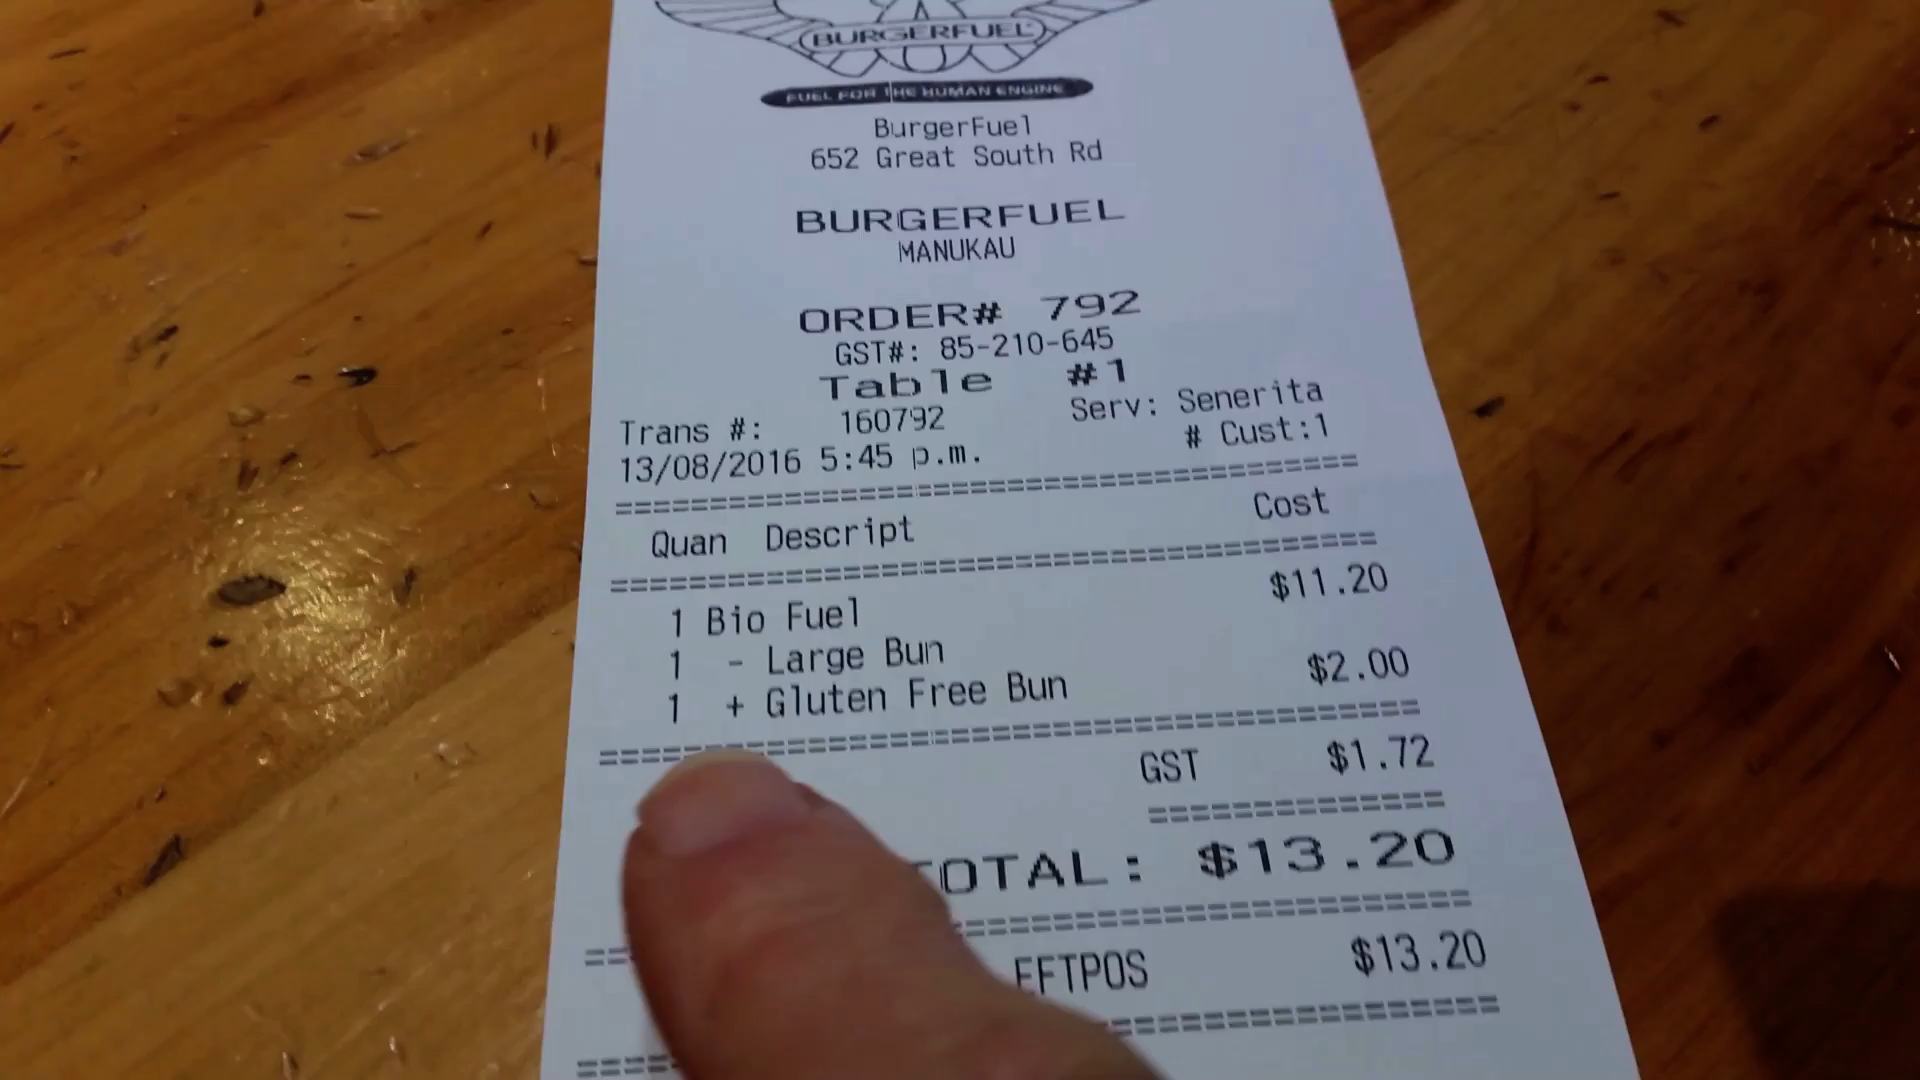 BURGERFUEL
FUEL FOR THE HUMAN ENGINE
BurgerFuel
652 Great South Rd
BURGERFUEL
MANUKAU
ORDER# 792
GST#: 85-210-645
Table #1
Trans #: 160792 Serv: Senerita
13/08/2016 5:45 p.m. # Cust:1
Quan Descript Cost
1 Bio Fuel $11.20
1 - Large Bun
1 + Gluten Free Bun $2.00
GST $1.72
TOTAL: $13.20
EFTPOS $13.20